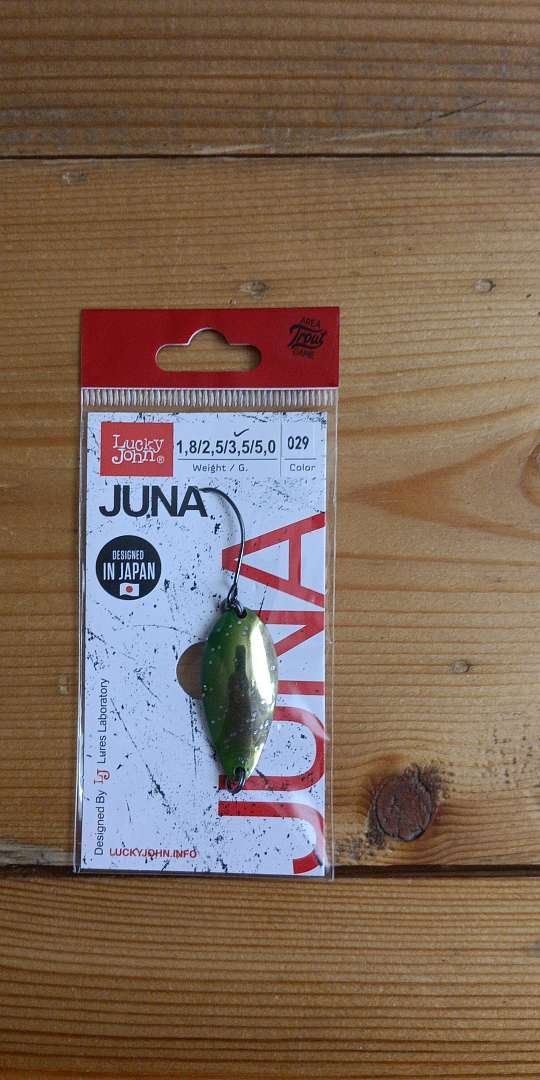 AREA
Trout
GAME
Lucky
John®
1,8/2,5/3,5/5,0
029
Weight / G.
Color
JUNA
DESIGNED
IN JAPAN
JUNA
Designed By LJ Lures Laboratory
LUCKYJOHN.INFO